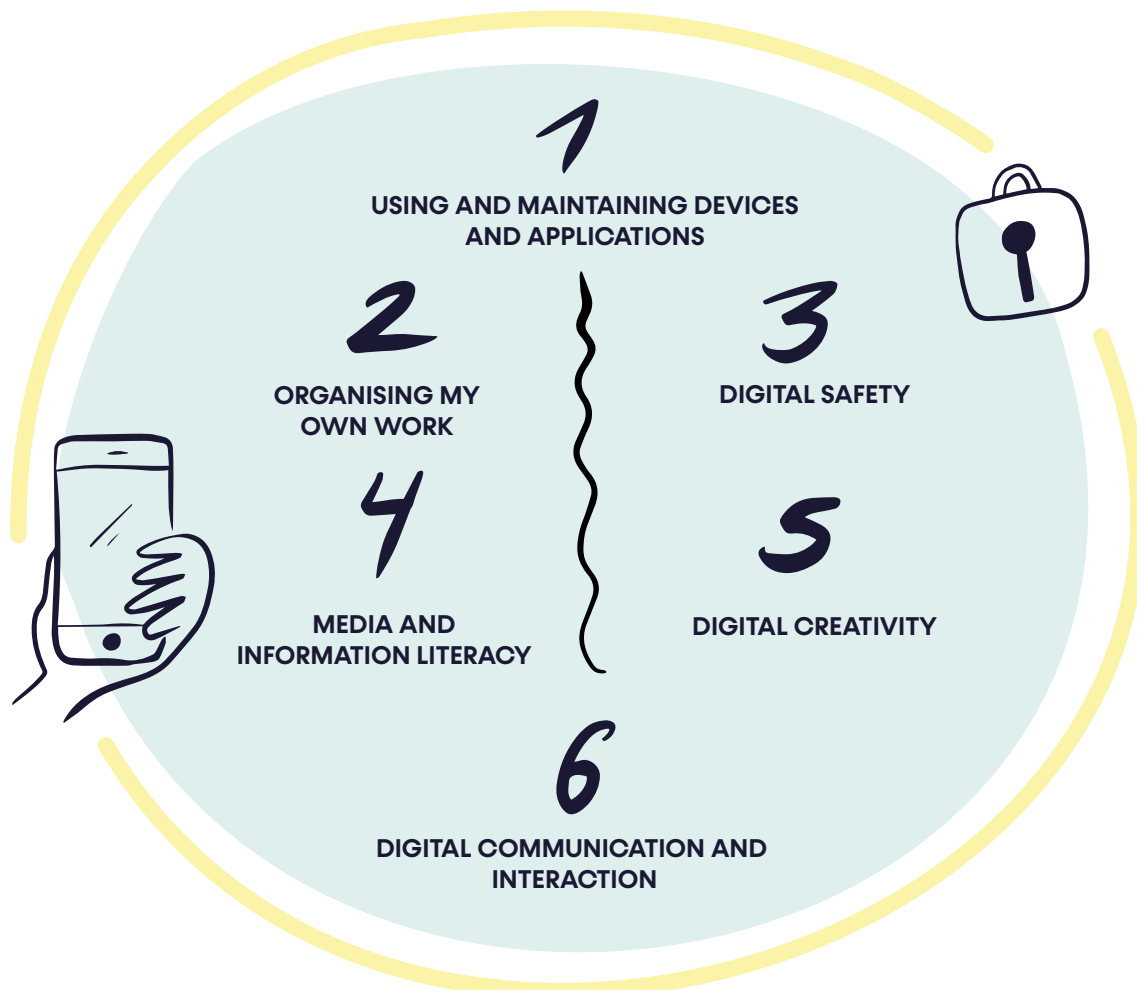 1
USING AND MAINTAINING DEVICES
AND APPLICATIONS
2
ORGANISING MY
OWN WORK
3
DIGITAL SAFETY
4
MEDIA AND
INFORMATION LITERACY
5
DIGITAL CREATIVITY
6
DIGITAL COMMUNICATION AND
INTERACTION